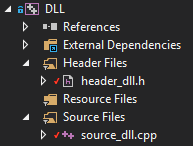 DLL
References
External Dependencies
Header Files
header_dll.h
Resource Files
Source Files
source_dll.cpp